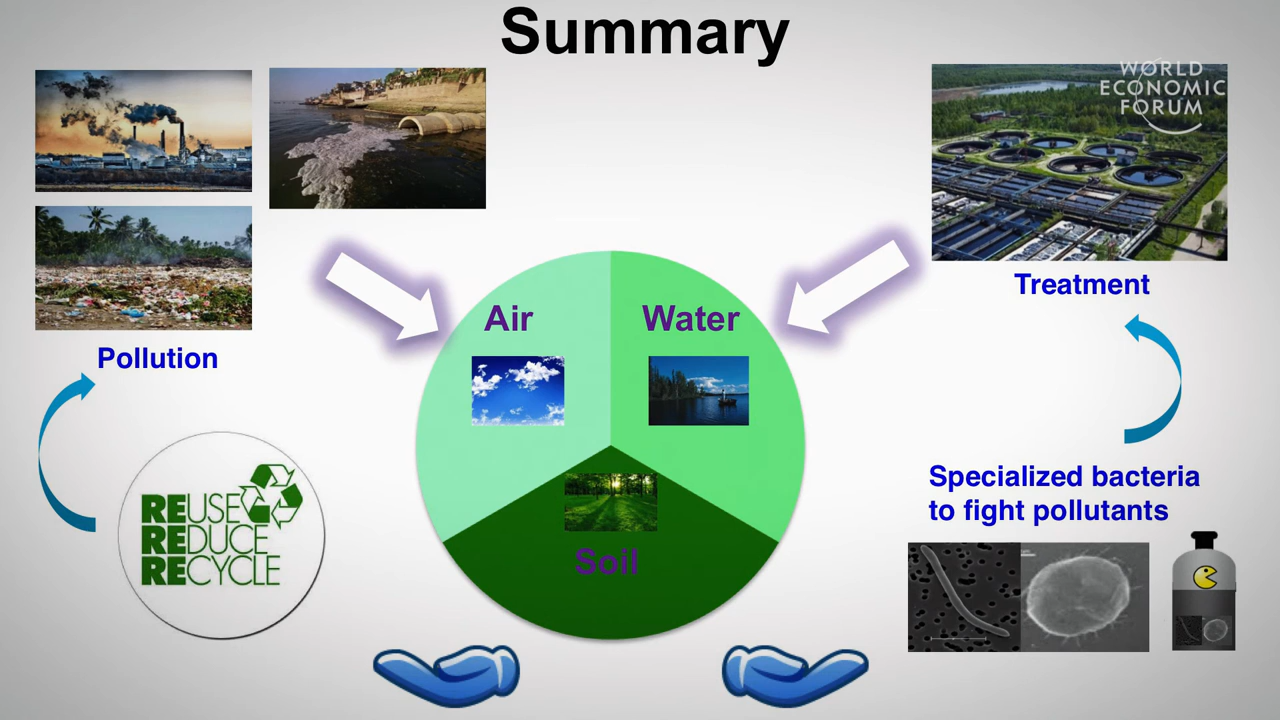 Summary
WORLD
ECONOMIC
FORUM
Pollution
Treatment
Air
Water
Soil
REUSE
REDUCE
RECYCLE
Specialized bacteria
to fight pollutants